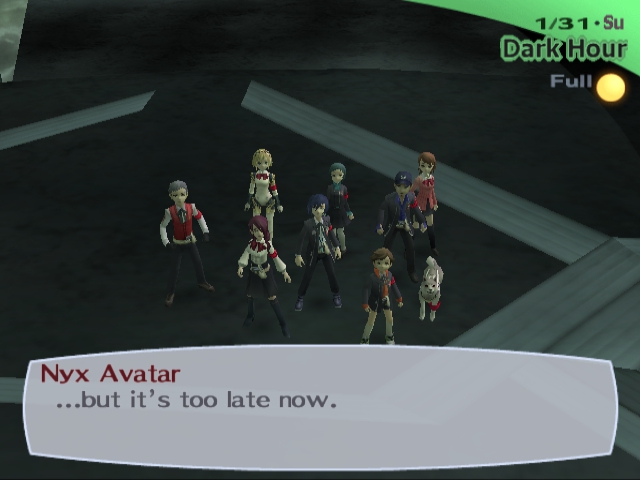 1/31·Su
Dark Hour
Full
Nyx Avatar
...but it's too late now.